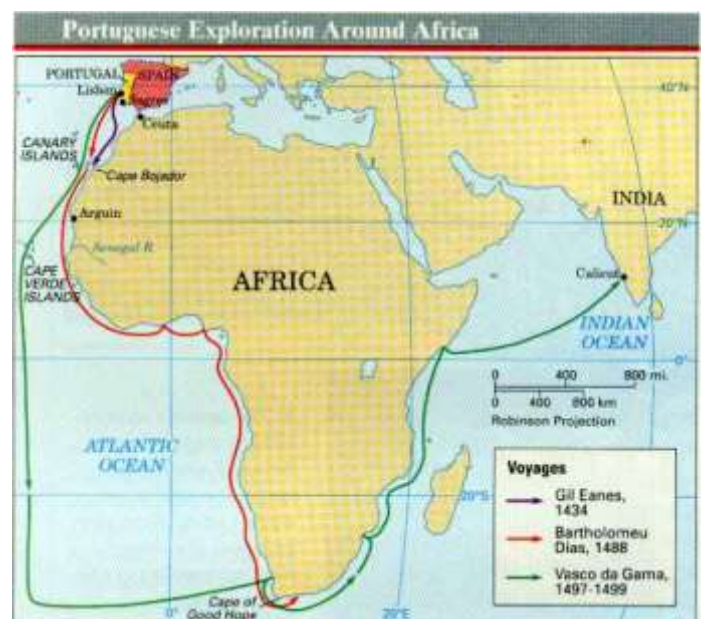 Portuguese Exploration Around Africa
PORTUGAL
SPAIN
Lisbon
Sagres
Ceuta
40°N
CANARY
ISLANDS
Cape Bojador
INDIA
Arguin
20°N
Senegal R.
CAPE
VERDE
ISLANDS
AFRICA
Calicut
INDIAN
OCEAN
0°
0 400 800 mi.
0 400 800 km
Robinson Projection
ATLANTIC
OCEAN
Voyages
Gil Eanes,
1434
Bartholomeu
Dias, 1488
Vasco da Gama,
1497-1499
20°S
Cape of
Good Hope
0°
20°E